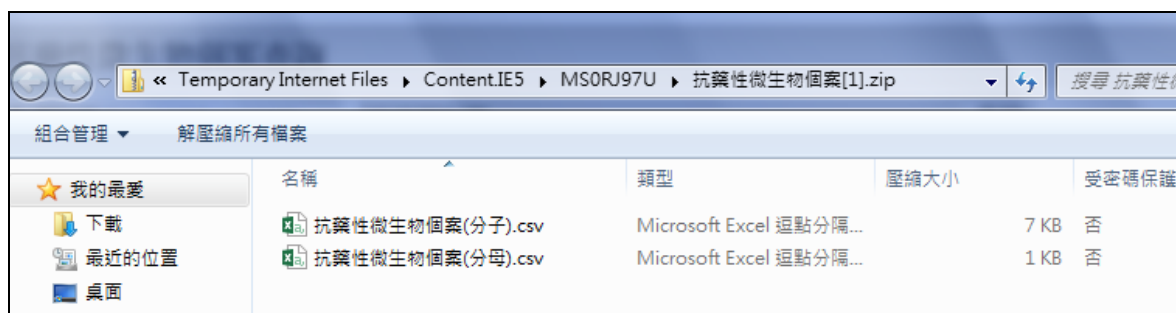 « Temporary Internet Files ▸ Content.IE5 ▸ MS0RJ97U ▸ 抗藥性微生物個案[1].zip
搜尋 抗藥性
組合管理 ▼ 解壓縮所有檔案
我的最愛
下載
最近的位置
桌面
名稱 類型 壓縮大小 受密碼保護
抗藥性微生物個案(分子).csv Microsoft Excel 逗點分隔... 7 KB 否
抗藥性微生物個案(分母).csv Microsoft Excel 逗點分隔... 1 KB 否